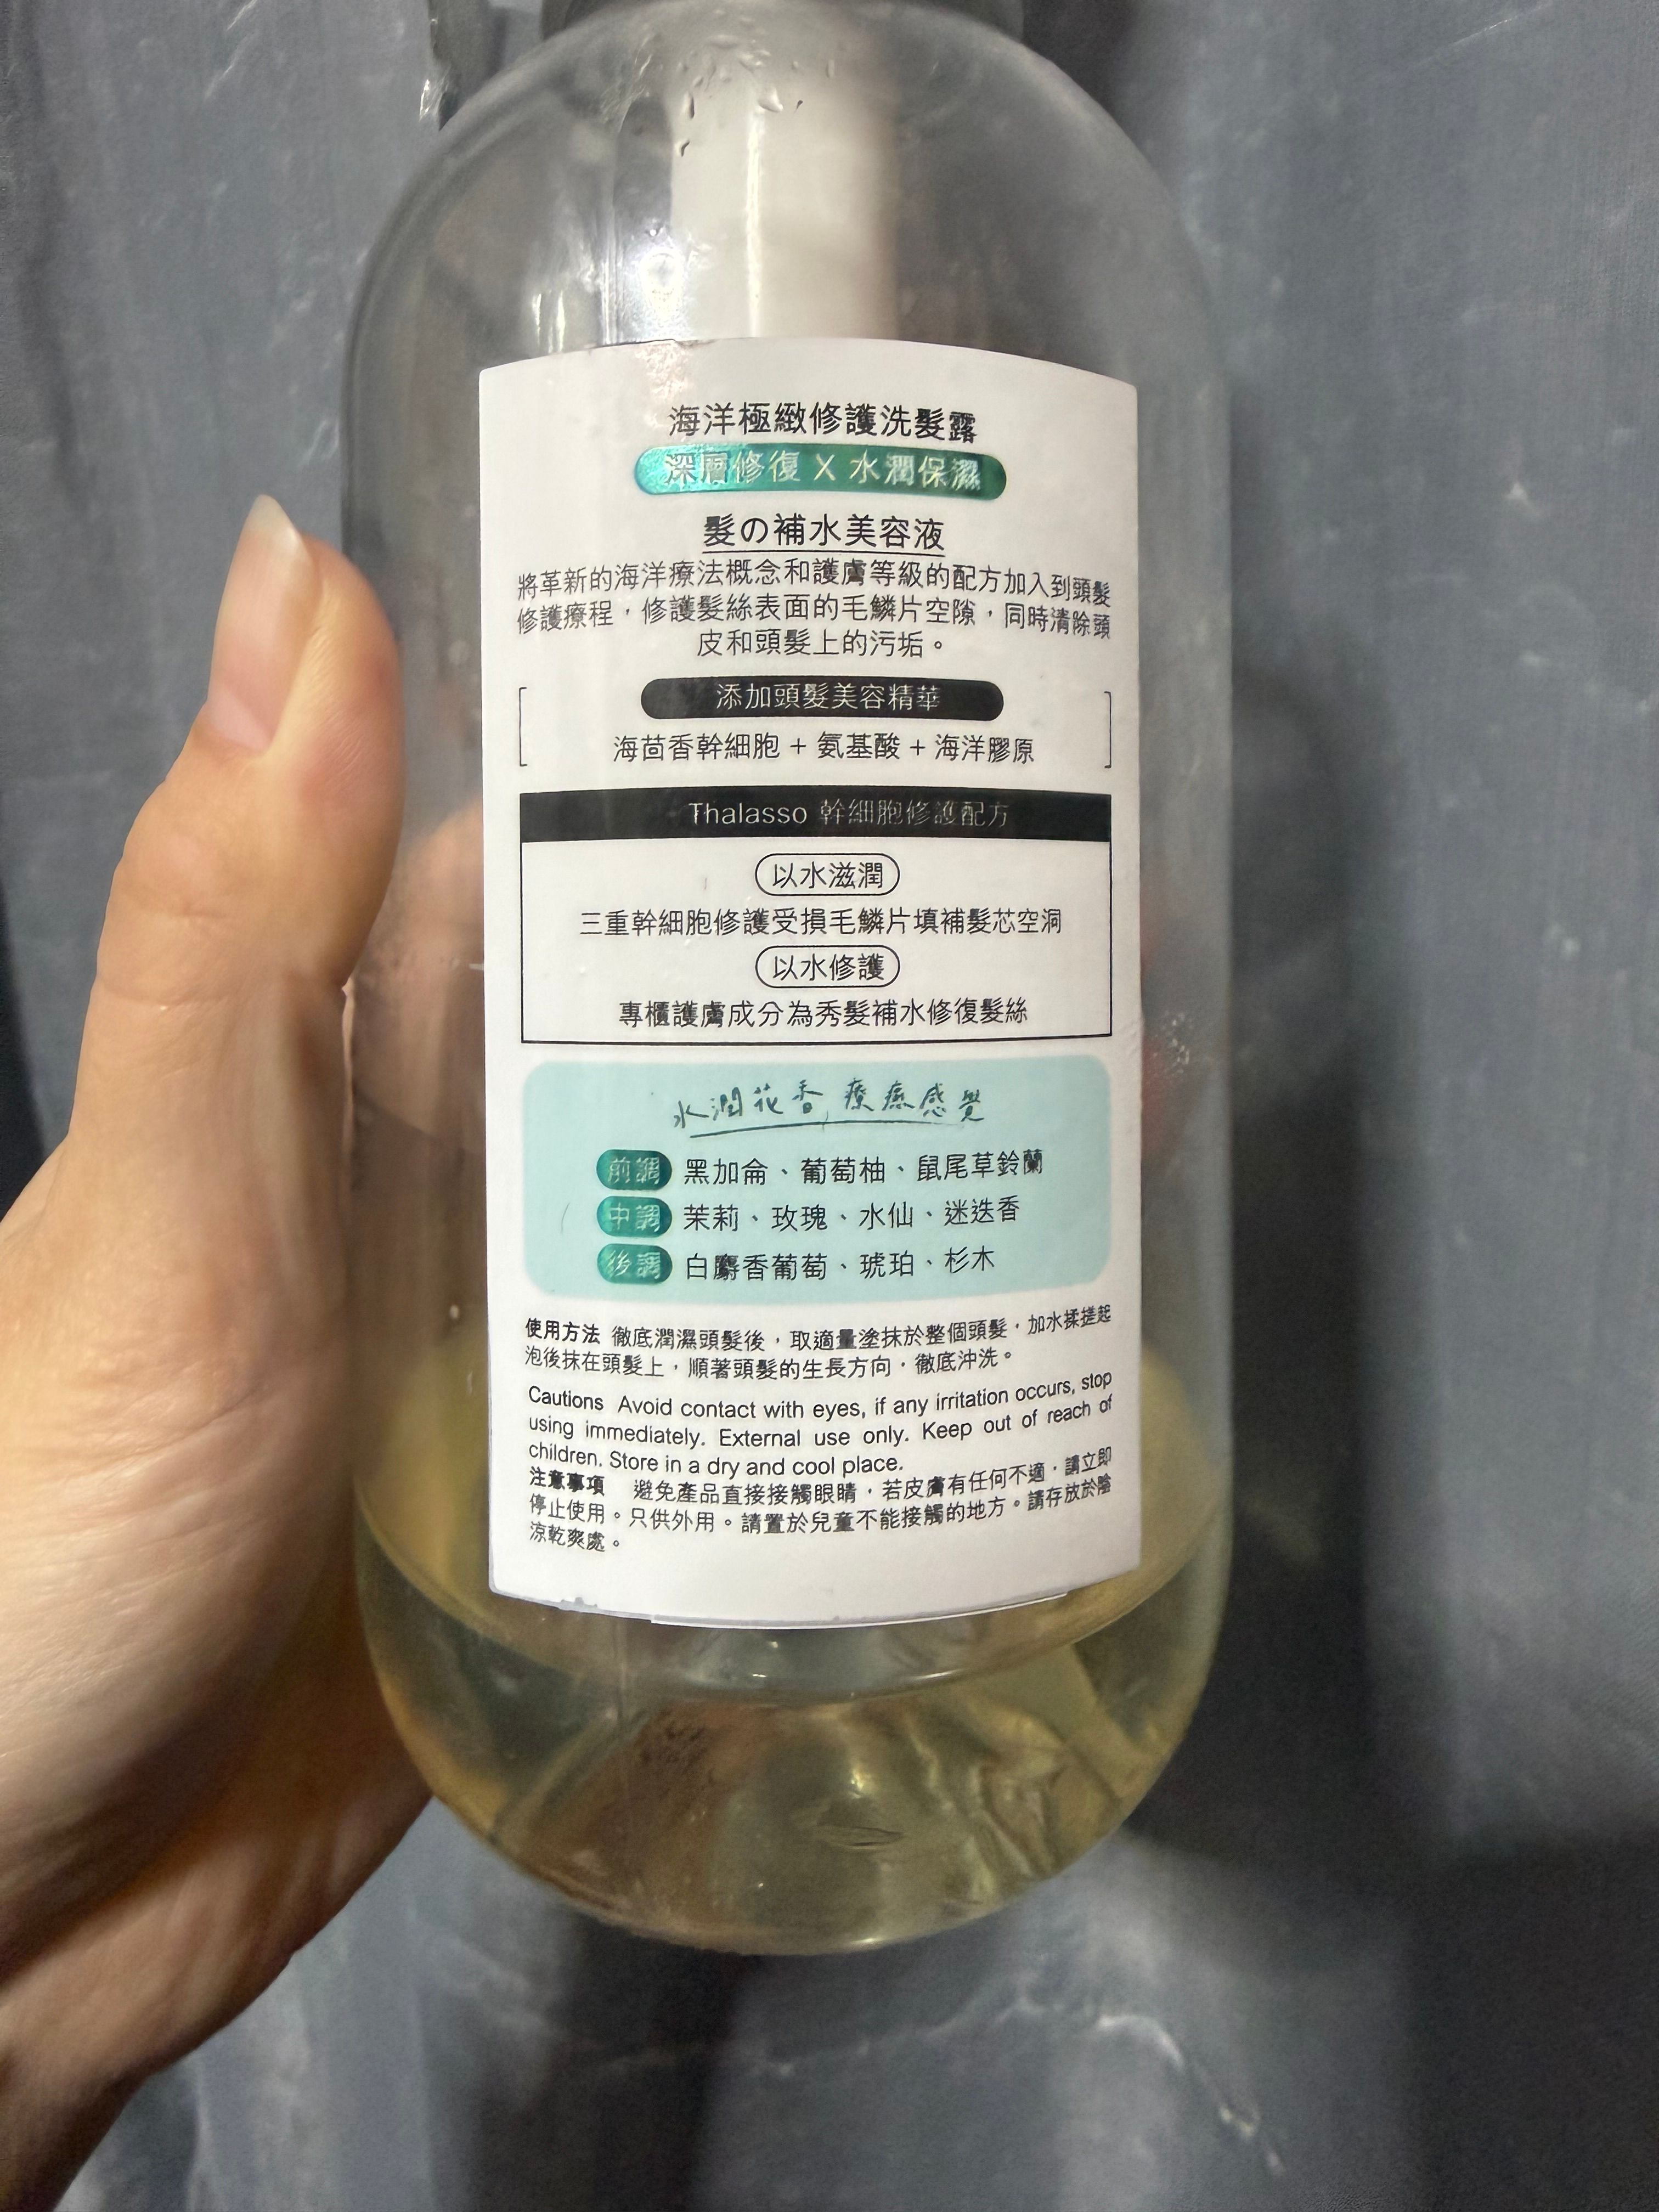 海洋極緻修護洗髮露
深層修復 X 水潤保濕
髮の補水美容液
將革新的海洋療法概念和護膚等級的配方加入到頭髮
修護療程，修護髮絲表面的毛鱗片空隙，同時清除頭
皮和頭髮上的污垢。
添加頭髮美容精華
海茴香幹細胞 + 氨基酸 + 海洋膠原
Thalasso 幹細胞修護配方
以水滋潤
三重幹細胞修護受損毛鱗片填補髮芯空洞
以水修護
專櫃護膚成分為秀髮補水修復髮絲
水潤花香, 療癒感覺
前調 黑加侖、葡萄柚、鼠尾草鈴蘭
中調 茉莉、玫瑰、水仙、迷迭香
後調 白麝香葡萄、琥珀、杉木
使用方法 徹底潤濕頭髮後，取適量塗抹於整個頭髮，加水揉搓起
泡後抹在頭髮上，順著頭髮的生長方向，徹底沖洗。
Cautions Avoid contact with eyes, if any irritation occurs, stop
using immediately. External use only. Keep out of reach of
children. Store in a dry and cool place.
注意事項 避免產品直接接觸眼睛，若皮膚有任何不適，請立即
停止使用。只供外用。請置於兒童不能接觸的地方。請存放於陰
涼乾爽處。